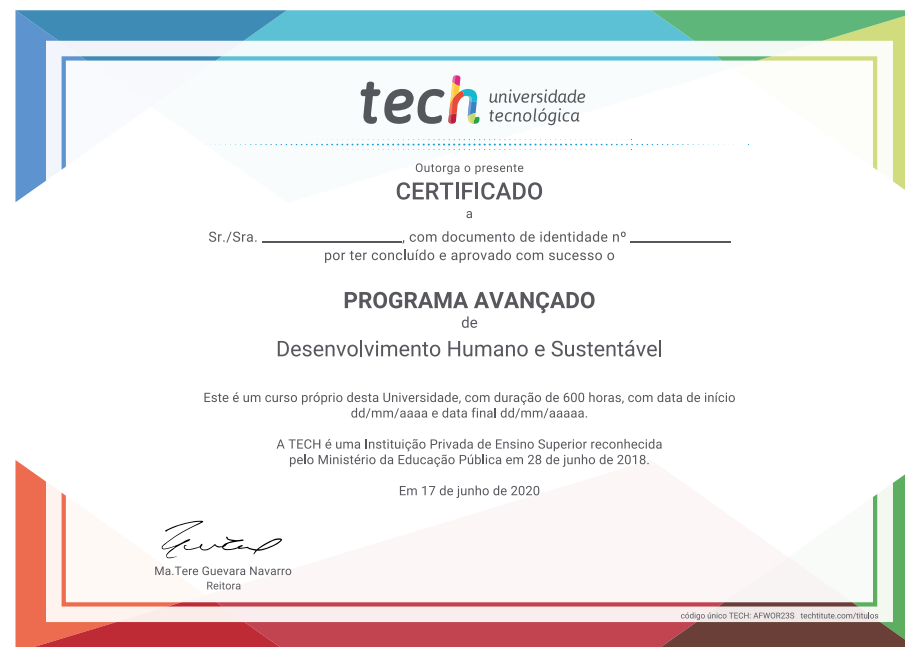 tech universidade
tecnológica
Outorga o presente
CERTIFICADO
a
Sr./Sra. ____________, com documento de identidade nº ____________
por ter concluído e aprovado com sucesso o
PROGRAMA AVANÇADO
de
Desenvolvimento Humano e Sustentável
Este é um curso próprio desta Universidade, com duração de 600 horas, com data de início
dd/mm/aaaa e data final dd/mm/aaaaa.
A TECH é uma Instituição Privada de Ensino Superior reconhecida
pelo Ministério da Educação Pública em 28 de junho de 2018.
Em 17 de junho de 2020
Ma.Tere Guevara Navarro
Reitora
código único TECH: AFWOR23S techtitute.com/titulos